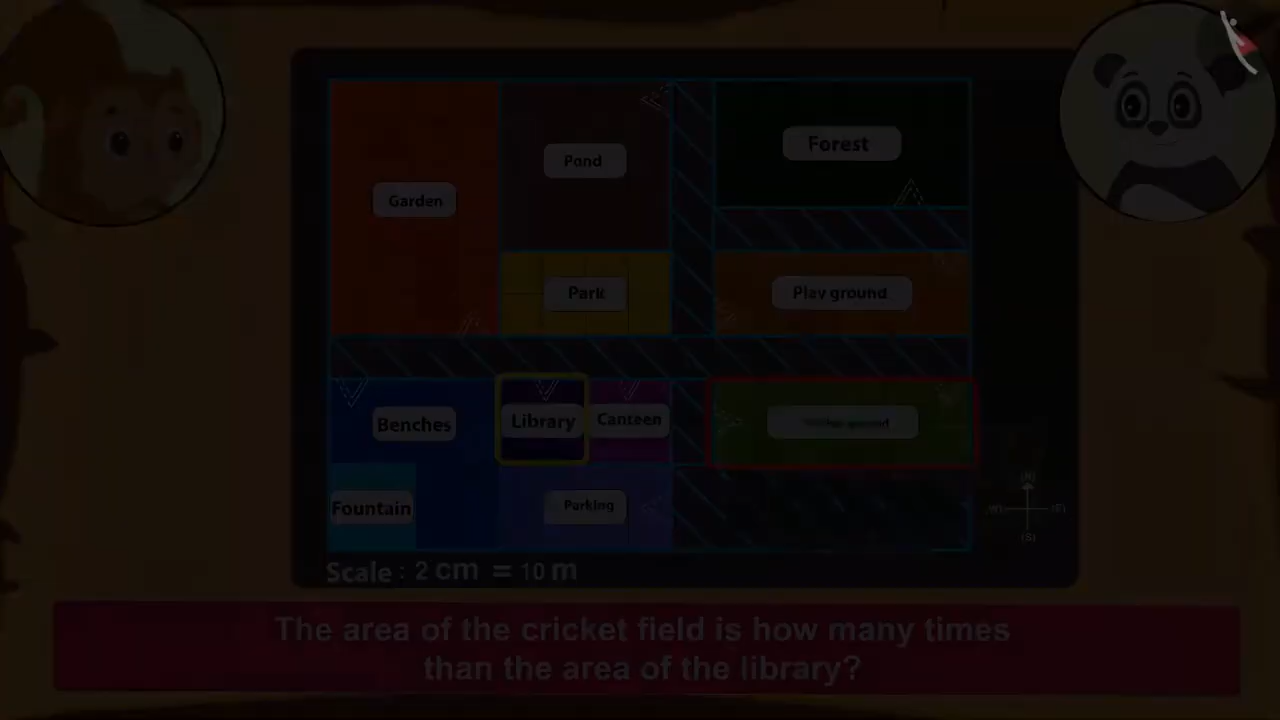 Forest
Pond
Garden
Park
Play ground
Benches
Library
Canteen
Fountain
Parking
(N)
(W)
(E)
(S)
Scale : 2 cm = 10 m
The area of the cricket field is how many times
than the area of the library?